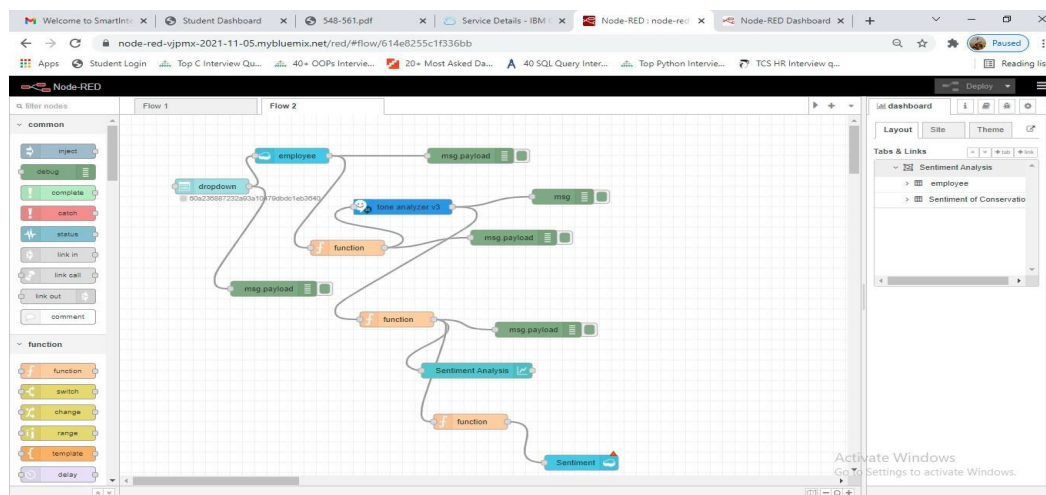 Welcome to SmartInte
Student Dashboard
548-561.pdf
Service Details - IBM
Node-RED : node-red
Node-RED Dashboard
node-red-vjpmx-2021-11-05.mybluemix.net/red/#flow/614e8255c1f336bb
Paused
Apps
Student Login
Top C Interview Qu...
40+ OOPs Intervie...
20+ Most Asked Da...
40 SQL Query Inter...
Top Python Intervie...
TCS HR Interview q...
Reading lis
Node-RED
Deploy
filter nodes
Flow 1
Flow 2
dashboard
common
inject
debug
complete
catch
status
link in
link call
link out
comment
function
function
switch
change
range
template
delay
employee
msg.payload
dropdown
60a236887232a93a10479dbdc1eb3640
tone analyzer v3
msg
function
msg.payload
msg.payload
function
msg.payload
Sentiment Analysis
function
Sentiment
Layout
Site
Theme
Tabs & Links
+ tab
+ link
Sentiment Analysis
employee
Sentiment of Conservatio
Activate Windows
Go to Settings to activate Windows.